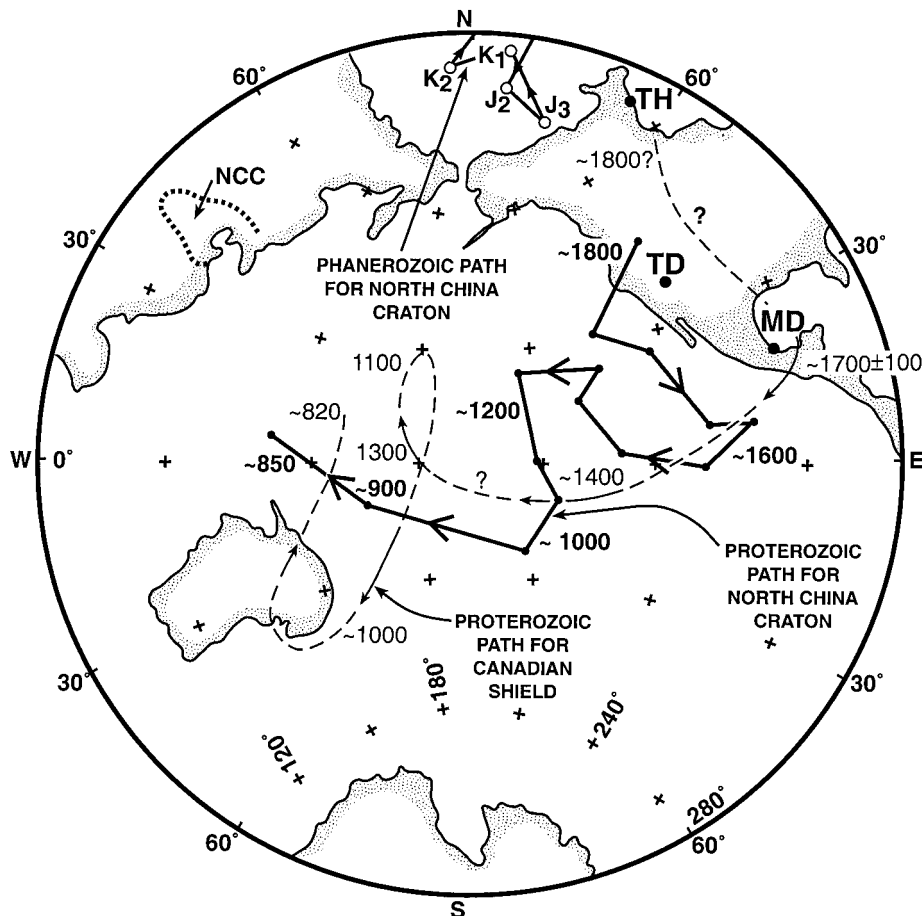 N
60°
K2
K1
J2
J3
TH
60°
~1800?
NCC
?
30°
PHANEROZOIC PATH
FOR NORTH CHINA
CRATON
~1800
TD
30°
MD
1100
~1700±100
~820
~1200
W 0°
~850
1300
~900
?
~1400
~1600
E
~1000
PROTEROZOIC
PATH FOR
NORTH CHINA
CRATON
~1000
PROTEROZOIC
PATH FOR
CANADIAN
SHIELD
30°
+180°
+240°
+120°
30°
280°
60°
60°
S